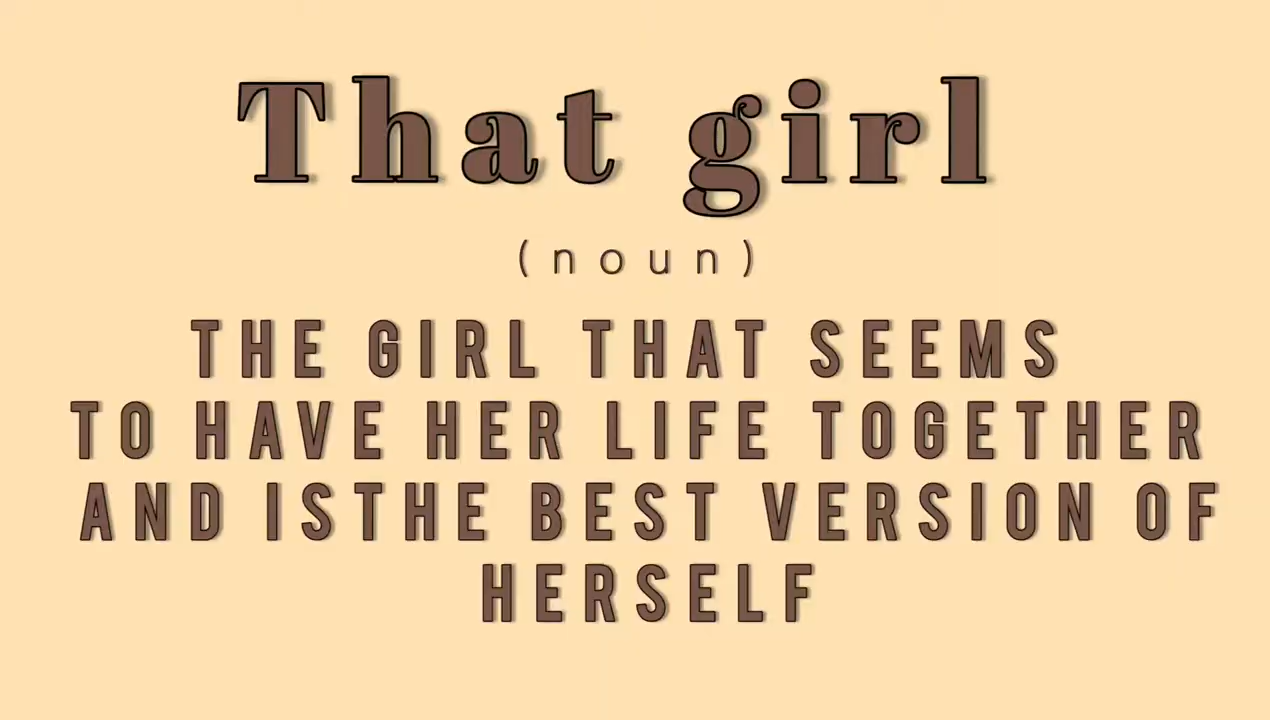 That girl
(noun)
THE GIRL THAT SEEMS
TO HAVE HER LIFE TOGETHER
AND ISTHE BEST VERSION OF
HERSELF